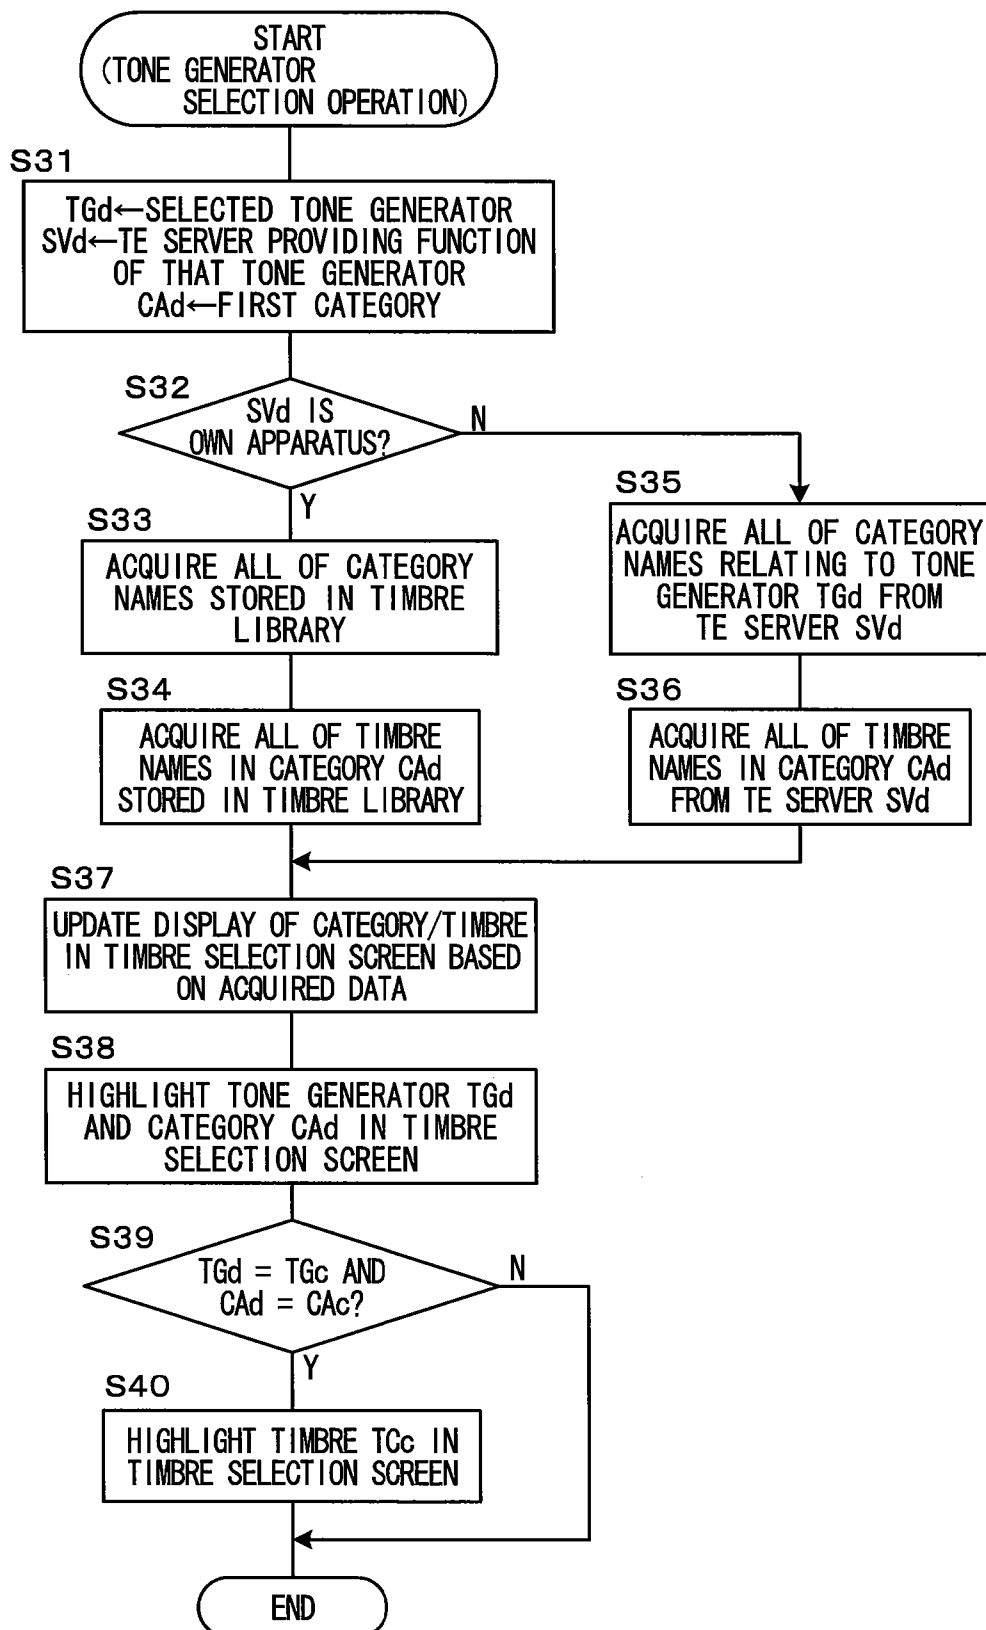 START
(TONE GENERATOR
SELECTION OPERATION)
S31
TGd←SELECTED TONE GENERATOR
SVd←TE SERVER PROVIDING FUNCTION
OF THAT TONE GENERATOR
CAd←FIRST CATEGORY
S32
SVd IS
OWN APPARATUS?
N
Y
S33
ACQUIRE ALL OF CATEGORY
NAMES STORED IN TIMBRE
LIBRARY
S34
ACQUIRE ALL OF TIMBRE
NAMES IN CATEGORY CAd
STORED IN TIMBRE LIBRARY
S35
ACQUIRE ALL OF CATEGORY
NAMES RELATING TO TONE
GENERATOR TGd FROM
TE SERVER SVd
S36
ACQUIRE ALL OF TIMBRE
NAMES IN CATEGORY CAd
FROM TE SERVER SVd
S37
UPDATE DISPLAY OF CATEGORY/TIMBRE
IN TIMBRE SELECTION SCREEN BASED
ON ACQUIRED DATA
S38
HIGHLIGHT TONE GENERATOR TGd
AND CATEGORY CAd IN TIMBRE
SELECTION SCREEN
S39
TGd = TGc AND
CAd = CAc?
N
Y
S40
HIGHLIGHT TIMBRE TCc IN
TIMBRE SELECTION SCREEN
END